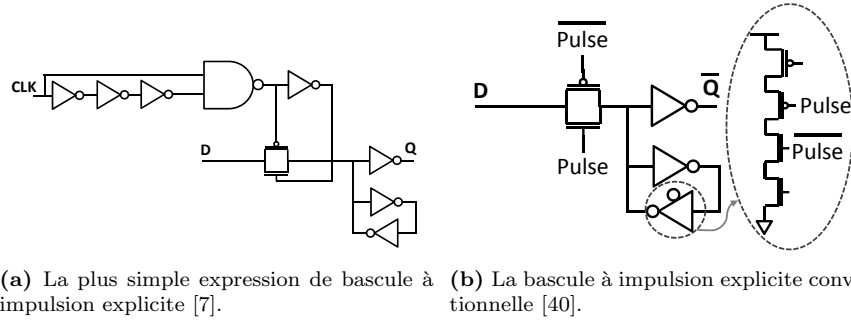 CLK
D
Q
Pulse
D
Q
Pulse
Pulse
Pulse
(a) La plus simple expression de bascule à
impulsion explicite [7].
(b) La bascule à impulsion explicite conv
tionnelle [40].